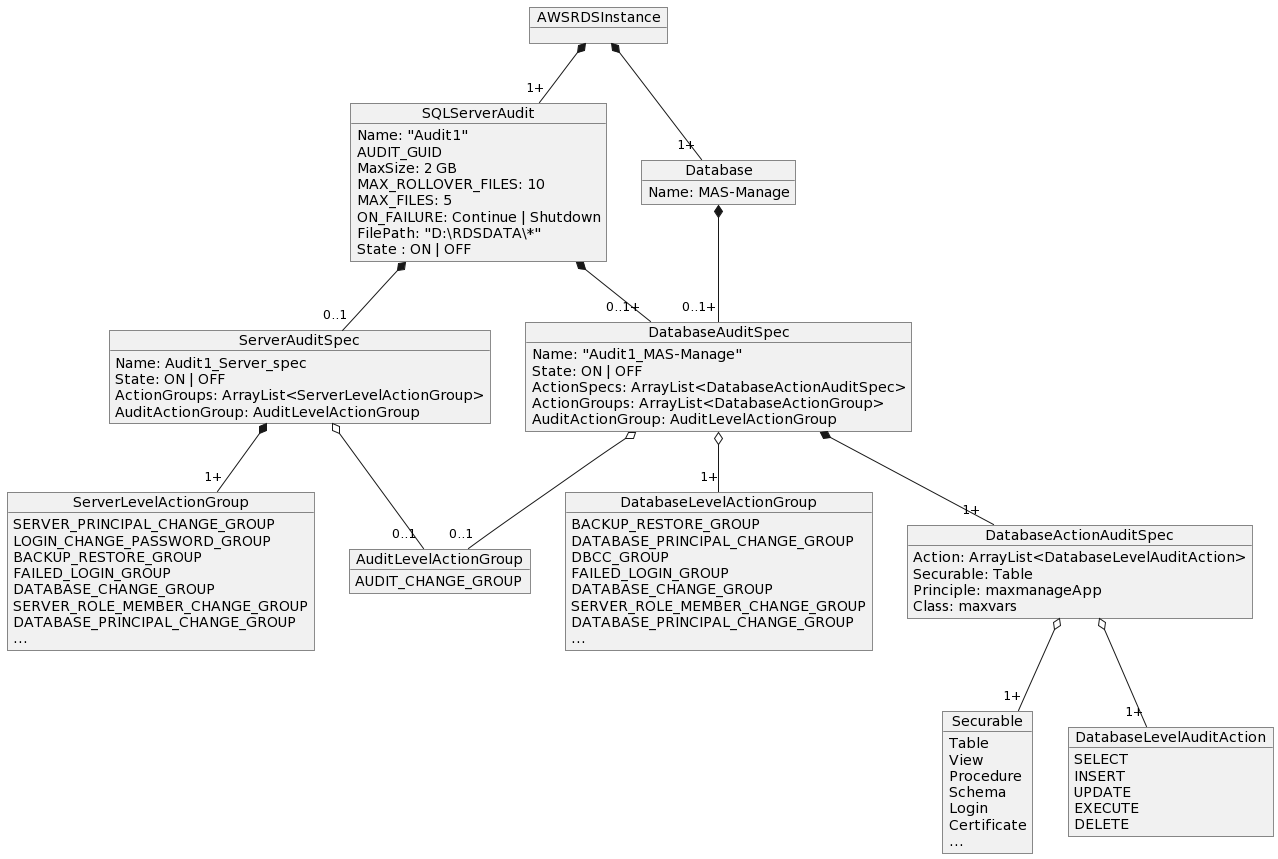 AWSRDSInstance
1+
SQLServerAudit
Name: "Audit1"
AUDIT_GUID
MaxSize: 2 GB
MAX_ROLLOVER_FILES: 10
MAX_FILES: 5
ON_FAILURE: Continue | Shutdown
FilePath: "D:\RDSDATA\*"
State : ON | OFF
1+
Database
Name: MAS-Manage
0..1
0..1+
0..1+
ServerAuditSpec
Name: Audit1_Server_spec
State: ON | OFF
ActionGroups: ArrayList<ServerLevelActionGroup>
AuditActionGroup: AuditLevelActionGroup
DatabaseAuditSpec
Name: "Audit1_MAS-Manage"
State: ON | OFF
ActionSpecs: ArrayList<DatabaseActionAuditSpec>
ActionGroups: ArrayList<DatabaseActionGroup>
AuditActionGroup: AuditLevelActionGroup
1+
ServerLevelActionGroup
SERVER_PRINCIPAL_CHANGE_GROUP
LOGIN_CHANGE_PASSWORD_GROUP
BACKUP_RESTORE_GROUP
FAILED_LOGIN_GROUP
DATABASE_CHANGE_GROUP
SERVER_ROLE_MEMBER_CHANGE_GROUP
DATABASE_PRINCIPAL_CHANGE_GROUP
...
0..1
0..1
AuditLevelActionGroup
AUDIT_CHANGE_GROUP
1+
DatabaseLevelActionGroup
BACKUP_RESTORE_GROUP
DATABASE_PRINCIPAL_CHANGE_GROUP
DBCC_GROUP
FAILED_LOGIN_GROUP
DATABASE_CHANGE_GROUP
SERVER_ROLE_MEMBER_CHANGE_GROUP
DATABASE_PRINCIPAL_CHANGE_GROUP
...
1+
DatabaseActionAuditSpec
Action: ArrayList<DatabaseLevelAuditAction>
Securable: Table
Principle: maxmanageApp
Class: maxvars
1+
Securable
Table
View
Procedure
Schema
Login
Certificate
...
1+
DatabaseLevelAuditAction
SELECT
INSERT
UPDATE
EXECUTE
DELETE